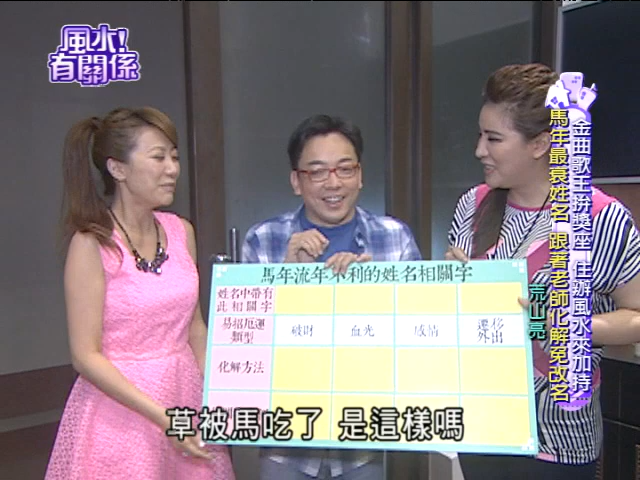 風水!
有關係
金曲歌王拚獎座 住辦風水來加持
馬年最衰姓名 跟著老師化解免改名
荒山亮
馬年流年不利的姓名相關字
姓名中帶有
此相關字
易招厄運
類型
破財
血光
感情
遷移
外出
化解方法
草被馬吃了 是這樣嗎